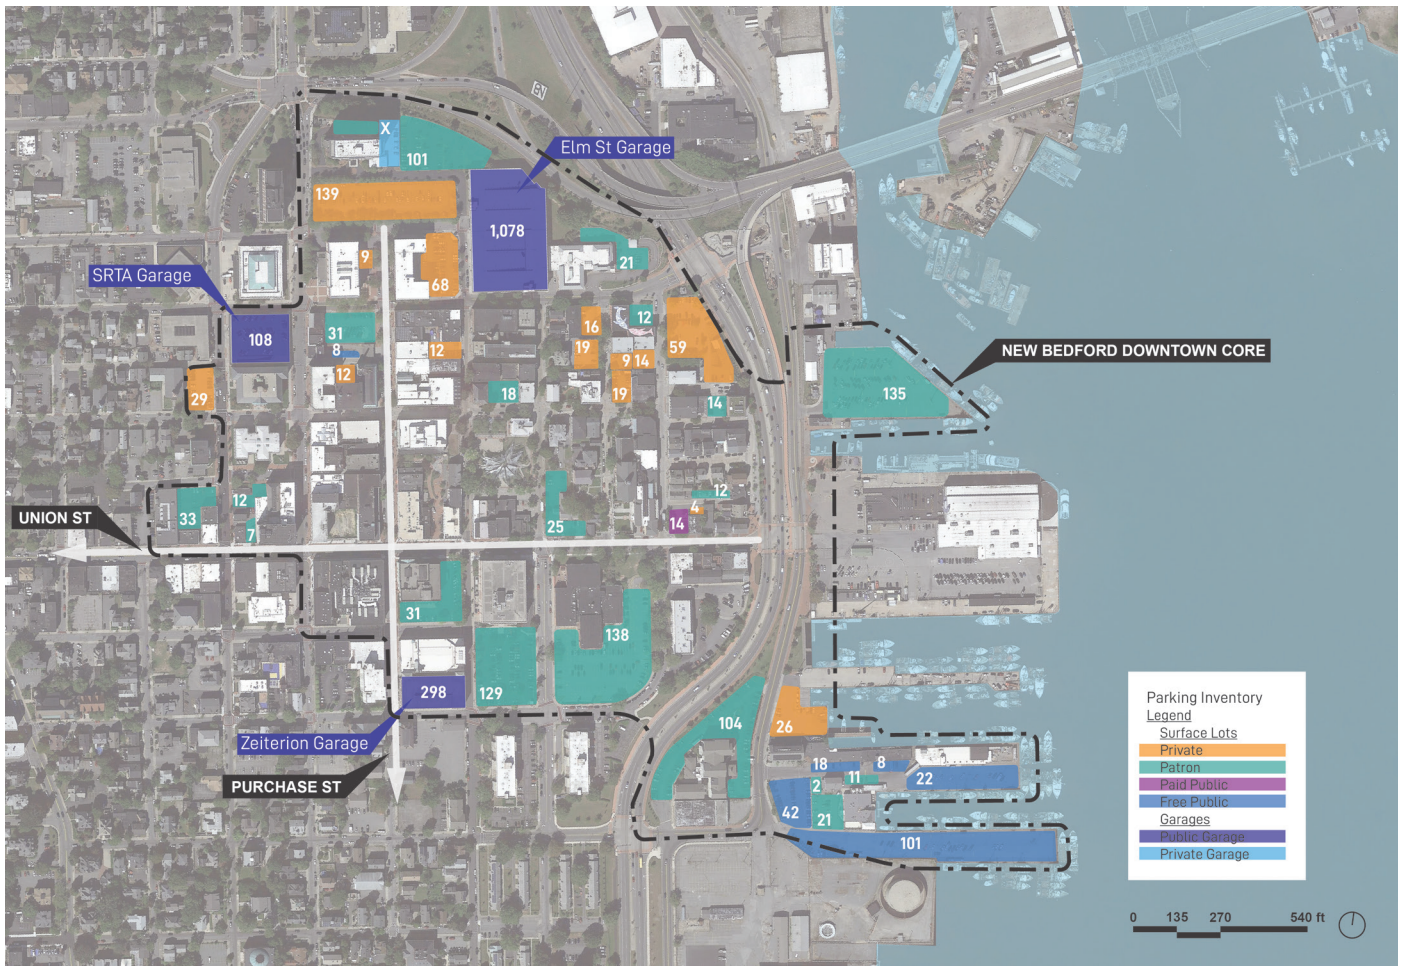 X
101
Elm St Garage
139
1,078
9
21
68
SRTA Garage
108
31
8
12
12
16
12
19
59
9
14
19
29
18
14
NEW BEDFORD DOWNTOWN CORE
135
33
12
7
25
12
4
14
UNION ST
31
138
298
129
104
26
Zeiterion Garage
PURCHASE ST
18
8
11
22
2
42
21
101
Parking Inventory
Legend
Surface Lots
Private
Patron
Paid Public
Free Public
Garages
Public Garage
Private Garage
0 135 270 540 ft